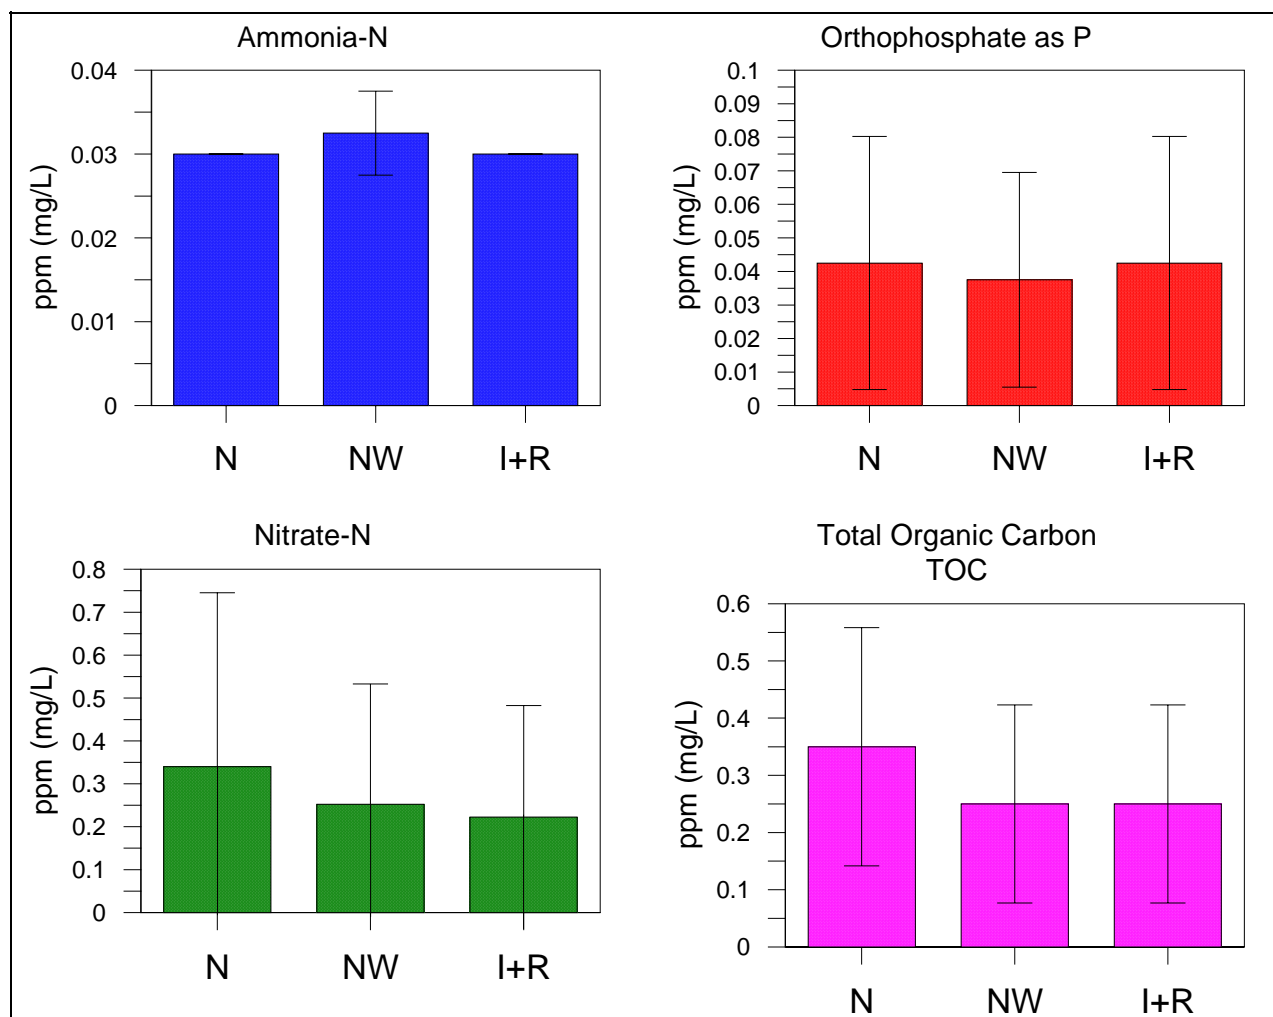 Ammonia-N
ppm (mg/L)
0.04
0.03
0.02
0.01
0
N NW I+R
Orthophosphate as P
ppm (mg/L)
0.1
0.09
0.08
0.07
0.06
0.05
0.04
0.03
0.02
0.01
0
N NW I+R
Nitrate-N
ppm (mg/L)
0.8
0.7
0.6
0.5
0.4
0.3
0.2
0.1
0
N NW I+R
Total Organic Carbon
TOC
ppm (mg/L)
0.6
0.5
0.4
0.3
0.2
0.1
0
N NW I+R